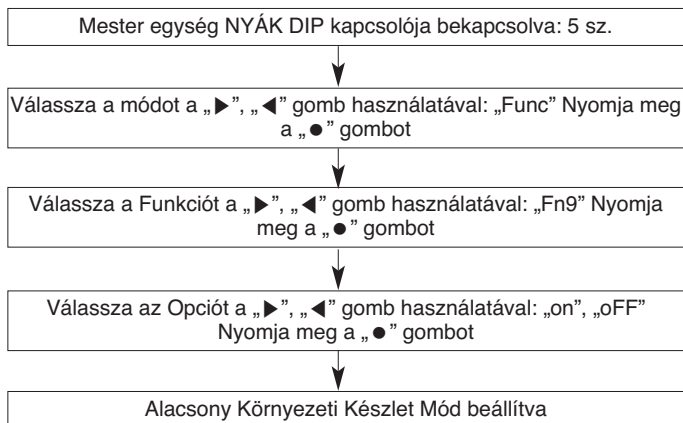 Mester egység NYÁK DIP kapcsolója bekapcsolva: 5 sz.
Válassza a módot a „▶”, „◀” gomb használatával: „Func” Nyomja meg
a „●” gombot
Válassza a Funkciót a „▶”, „◀” gomb használatával: „Fn9” Nyomja
meg a „●” gombot
Válassza az Opciót a „▶”, „◀” gomb használatával: „on”, „oFF”
Nyomja meg a „●” gombot
Alacsony Környezeti Készlet Mód beállítva